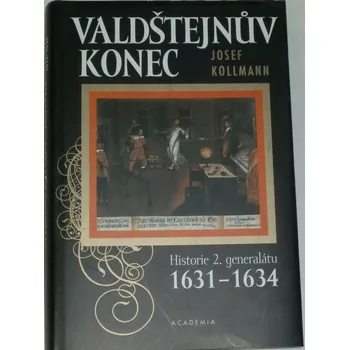 VALDŠTEJNŮV
KONEC
JOSEF
KOLLMANN
Historie 2. generalátu
1631–1634
ACADEMIA